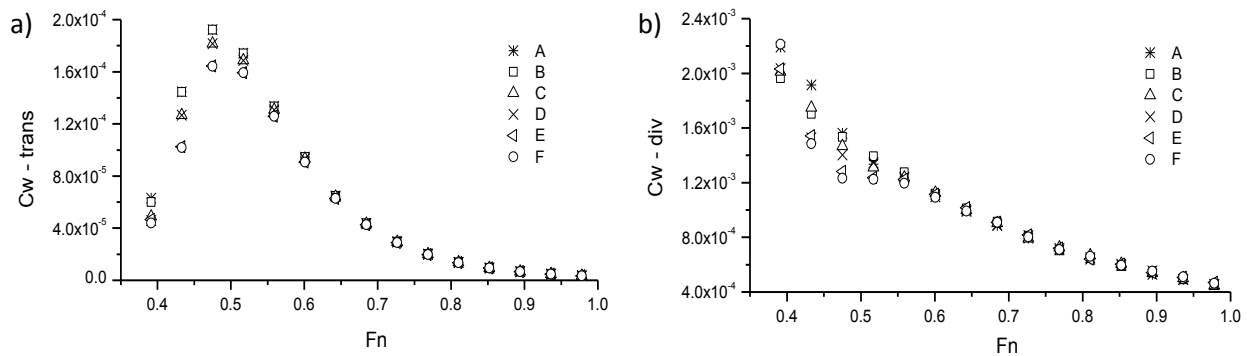 a)
Cw - trans
2.0x10⁻⁴
1.6x10⁻⁴
1.2x10⁻⁴
8.0x10⁻⁵
4.0x10⁻⁵
0.0
0.4 0.5 0.6 0.7 0.8 0.9 1.0
Fn
A
B
C
D
E
F
b)
Cw - div
2.4x10⁻³
2.0x10⁻³
1.6x10⁻³
1.2x10⁻³
8.0x10⁻⁴
4.0x10⁻⁴
0.4 0.5 0.6 0.7 0.8 0.9 1.0
Fn
A
B
C
D
E
F